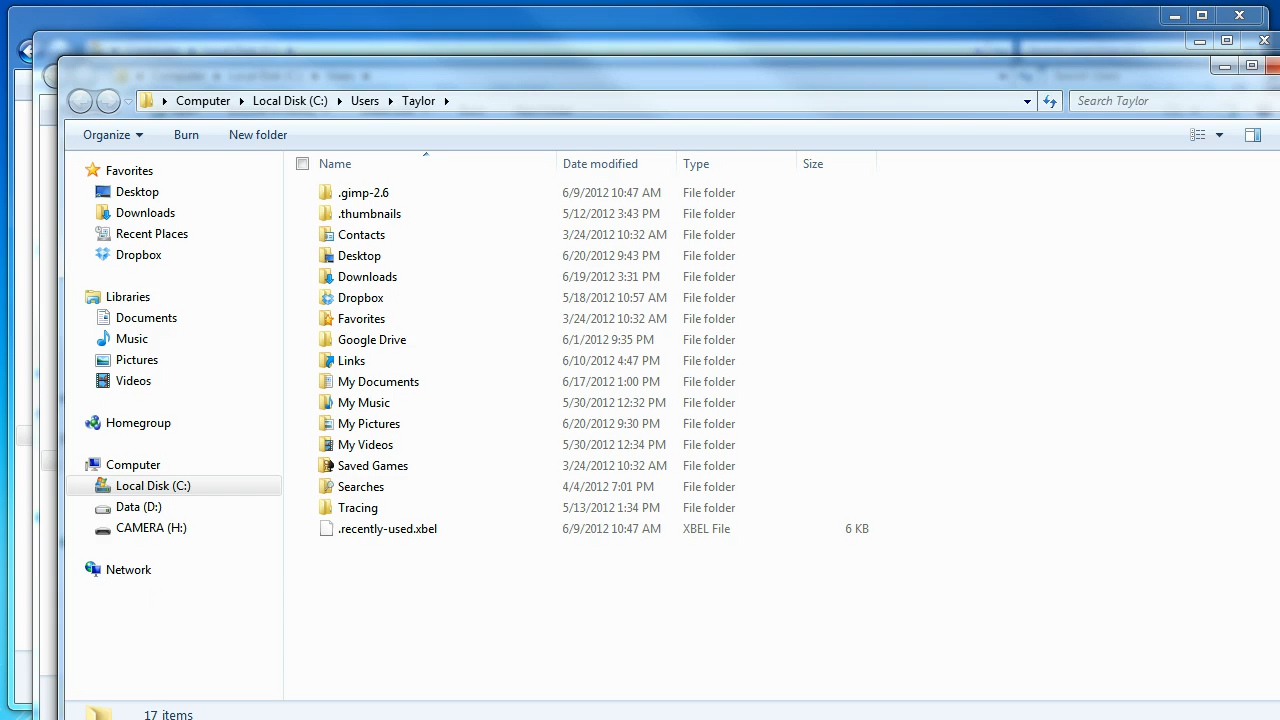 Computer Local Disk (C:) Users Taylor
Search Taylor
Organize Burn New folder
Name Date modified Type Size
Favorites
Desktop
Downloads
Recent Places
Dropbox
Libraries
Documents
Music
Pictures
Videos
Homegroup
Computer
Local Disk (C:)
Data (D:)
CAMERA (H:)
Network
.gimp-2.6 6/9/2012 10:47 AM File folder
.thumbnails 5/12/2012 3:43 PM File folder
Contacts 3/24/2012 10:32 AM File folder
Desktop 6/20/2012 9:43 PM File folder
Downloads 6/19/2012 3:31 PM File folder
Dropbox 5/18/2012 10:57 AM File folder
Favorites 3/24/2012 10:32 AM File folder
Google Drive 6/1/2012 9:35 PM File folder
Links 6/10/2012 4:47 PM File folder
My Documents 6/17/2012 1:00 PM File folder
My Music 5/30/2012 12:32 PM File folder
My Pictures 6/20/2012 9:30 PM File folder
My Videos 5/30/2012 12:34 PM File folder
Saved Games 3/24/2012 10:32 AM File folder
Searches 4/4/2012 7:01 PM File folder
Tracing 5/13/2012 1:34 PM File folder
.recently-used.xbel 6/9/2012 10:47 AM XBEL File 6 KB
17 items